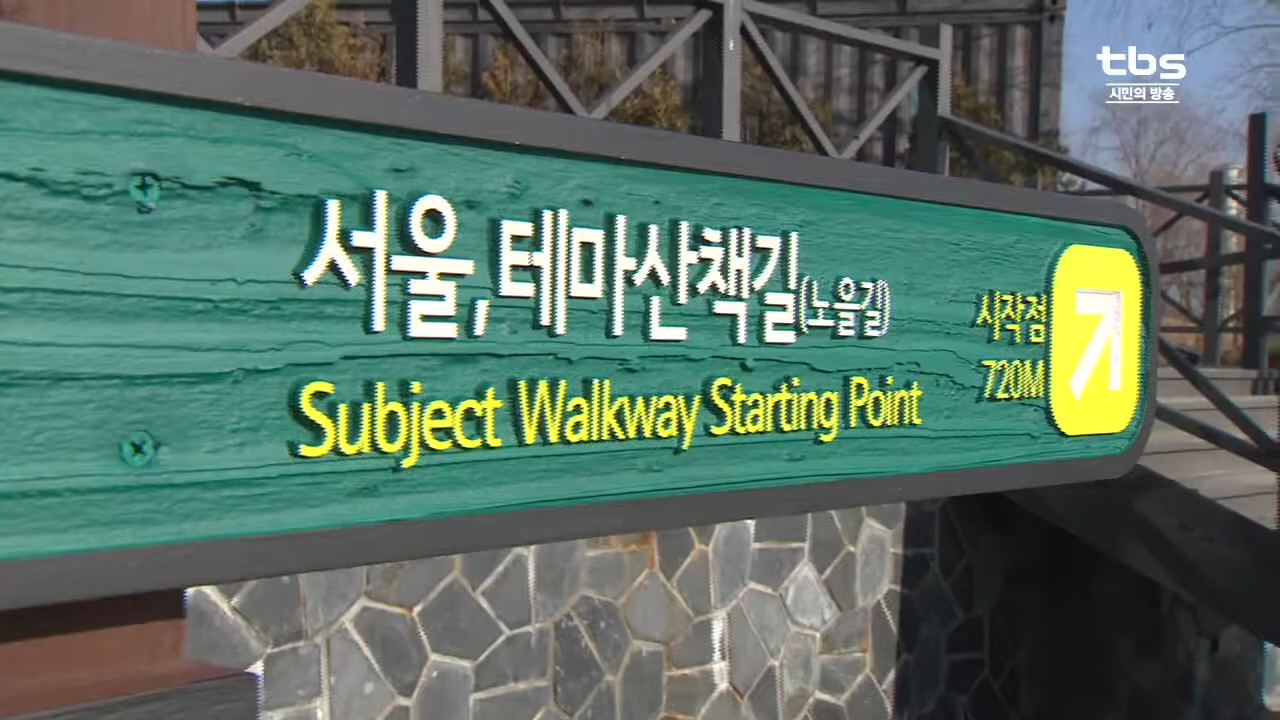 tbs
시민의 방송
서울, 테마산책길(노을길)
시작점
720M
Subject Walkway Starting Point